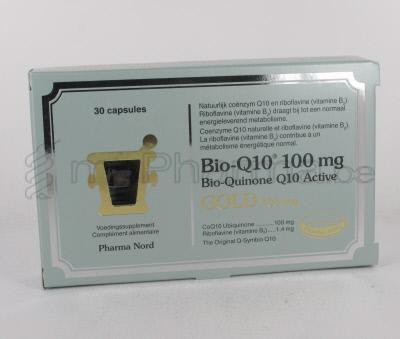 30 capsules
Voedingssupplement
Complément alimentaire
Pharma Nord
Natuurlijk coënzym Q10 en riboflavine (vitamine B₂)
Riboflavine (vitamine B₂) draagt bij tot een normaal
energieleverend metabolisme.
Coenzyme Q10 naturelle et riboflavine (vitamine B₂).
La riboflavine (vitamine B₂) contribue à un
métabolisme énergétique normal.
Bio-Q10® 100 mg
Bio-Quinone Q10 Active
GOLD 100 mg
CoQ10 Ubiquinone ..........100 mg
Riboflavine (vitamine B₂)....1,4 mg
The Original Q-Symbio Q10